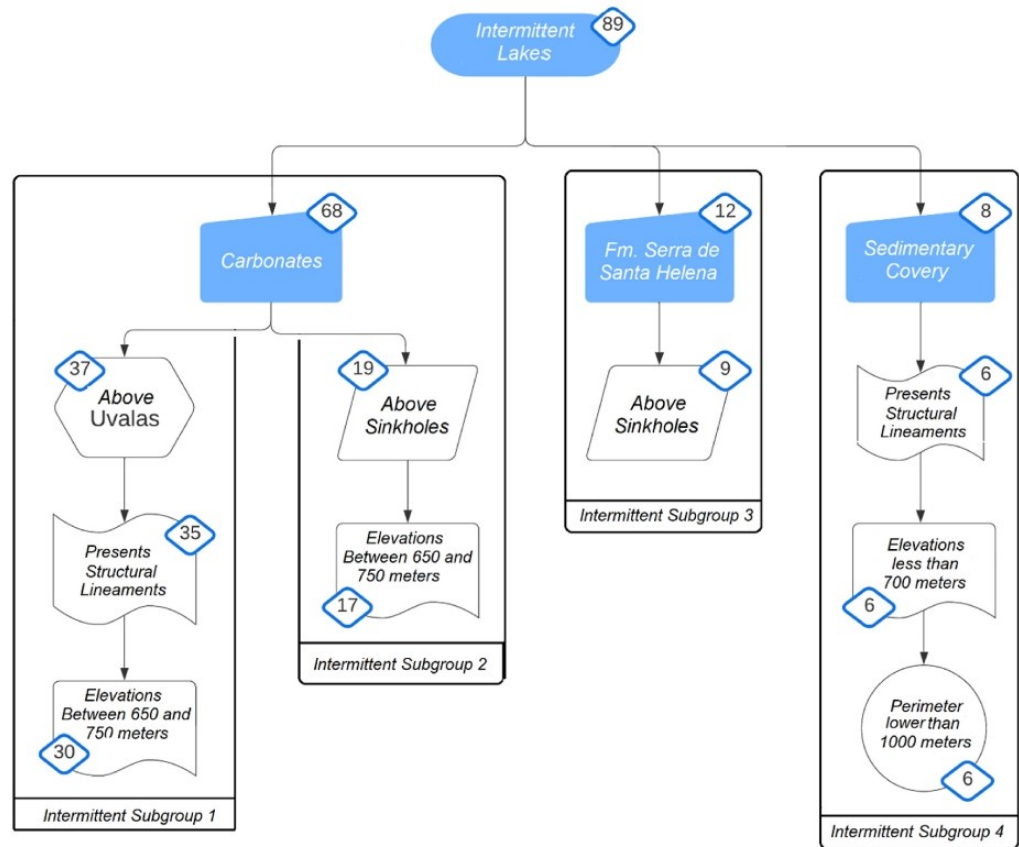 Intermittent
Lakes
89
68
Carbonates
12
Fm. Serra de
Santa Helena
8
Sedimentary
Covery
37
Above
Uvalas
19
Above
Sinkholes
9
Above
Sinkholes
6
Presents
Structural
Lineaments
35
Presents
Structural
Lineaments
Elevations
Between 650 and
750 meters
17
Intermittent Subgroup 3
Elevations
less than
700 meters
6
Intermittent Subgroup 2
Elevations
Between 650 and
750 meters
30
Perimeter
lower than
1000 meters
6
Intermittent Subgroup 1
Intermittent Subgroup 4